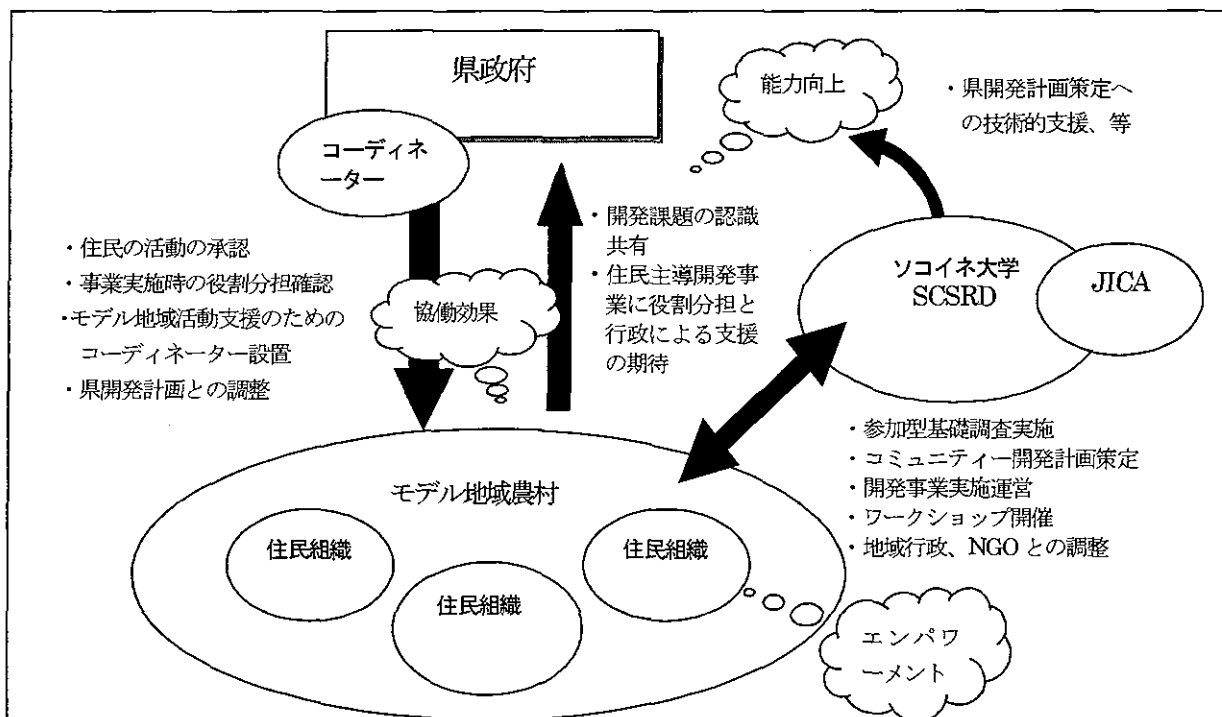 県政府
コーディネ
ーター
能力向上
・県開発計画策定へ
の技術的支援、等
・住民の活動の承認
・事業実施時の役割分担確認
・モデル地域活動支援のための
コーディネーター設置
・県開発計画との調整
協働効果
・開発課題の認識
共有
・住民主導開発事
業に役割分担と
行政による支援
の期待
ソコイネ大学
SCSRD
JICA
・参加型基礎調査実施
・コミュニティー開発計画策定
・開発事業実施運営
・ワークショップ開催
・地域行政、NGO との調整
モデル地域農村
住民組織
住民組織
住民組織
エンパワ
ーメント